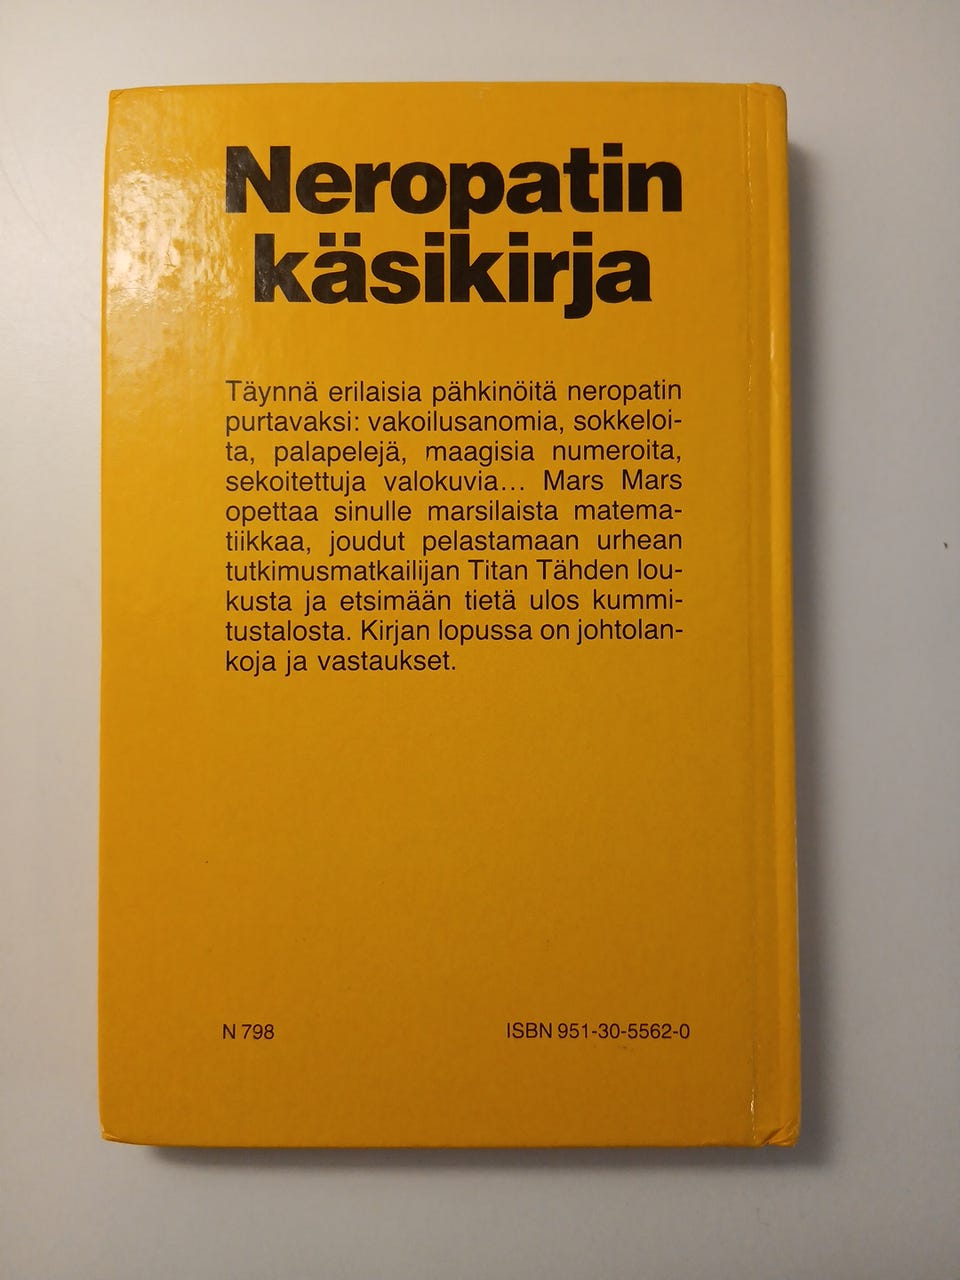 Neropatin
käsikirja
Täynnä erilaisia pähkinöitä neropatin
purtavaksi: vakoilusanomia, sokkeloi-
ta, palapelejä, maagisia numeroita,
sekoitettuja valokuvia... Mars Mars
opettaa sinulle marsilaista matema-
tiikkaa, joudut pelastamaan urhean
tutkimusmatkailijan Titan Tähden lou-
kusta ja etsimään tietä ulos kummi-
tustalosta. Kirjan lopussa on johtolan-
koja ja vastaukset.
N 798 ISBN 951-30-5562-0